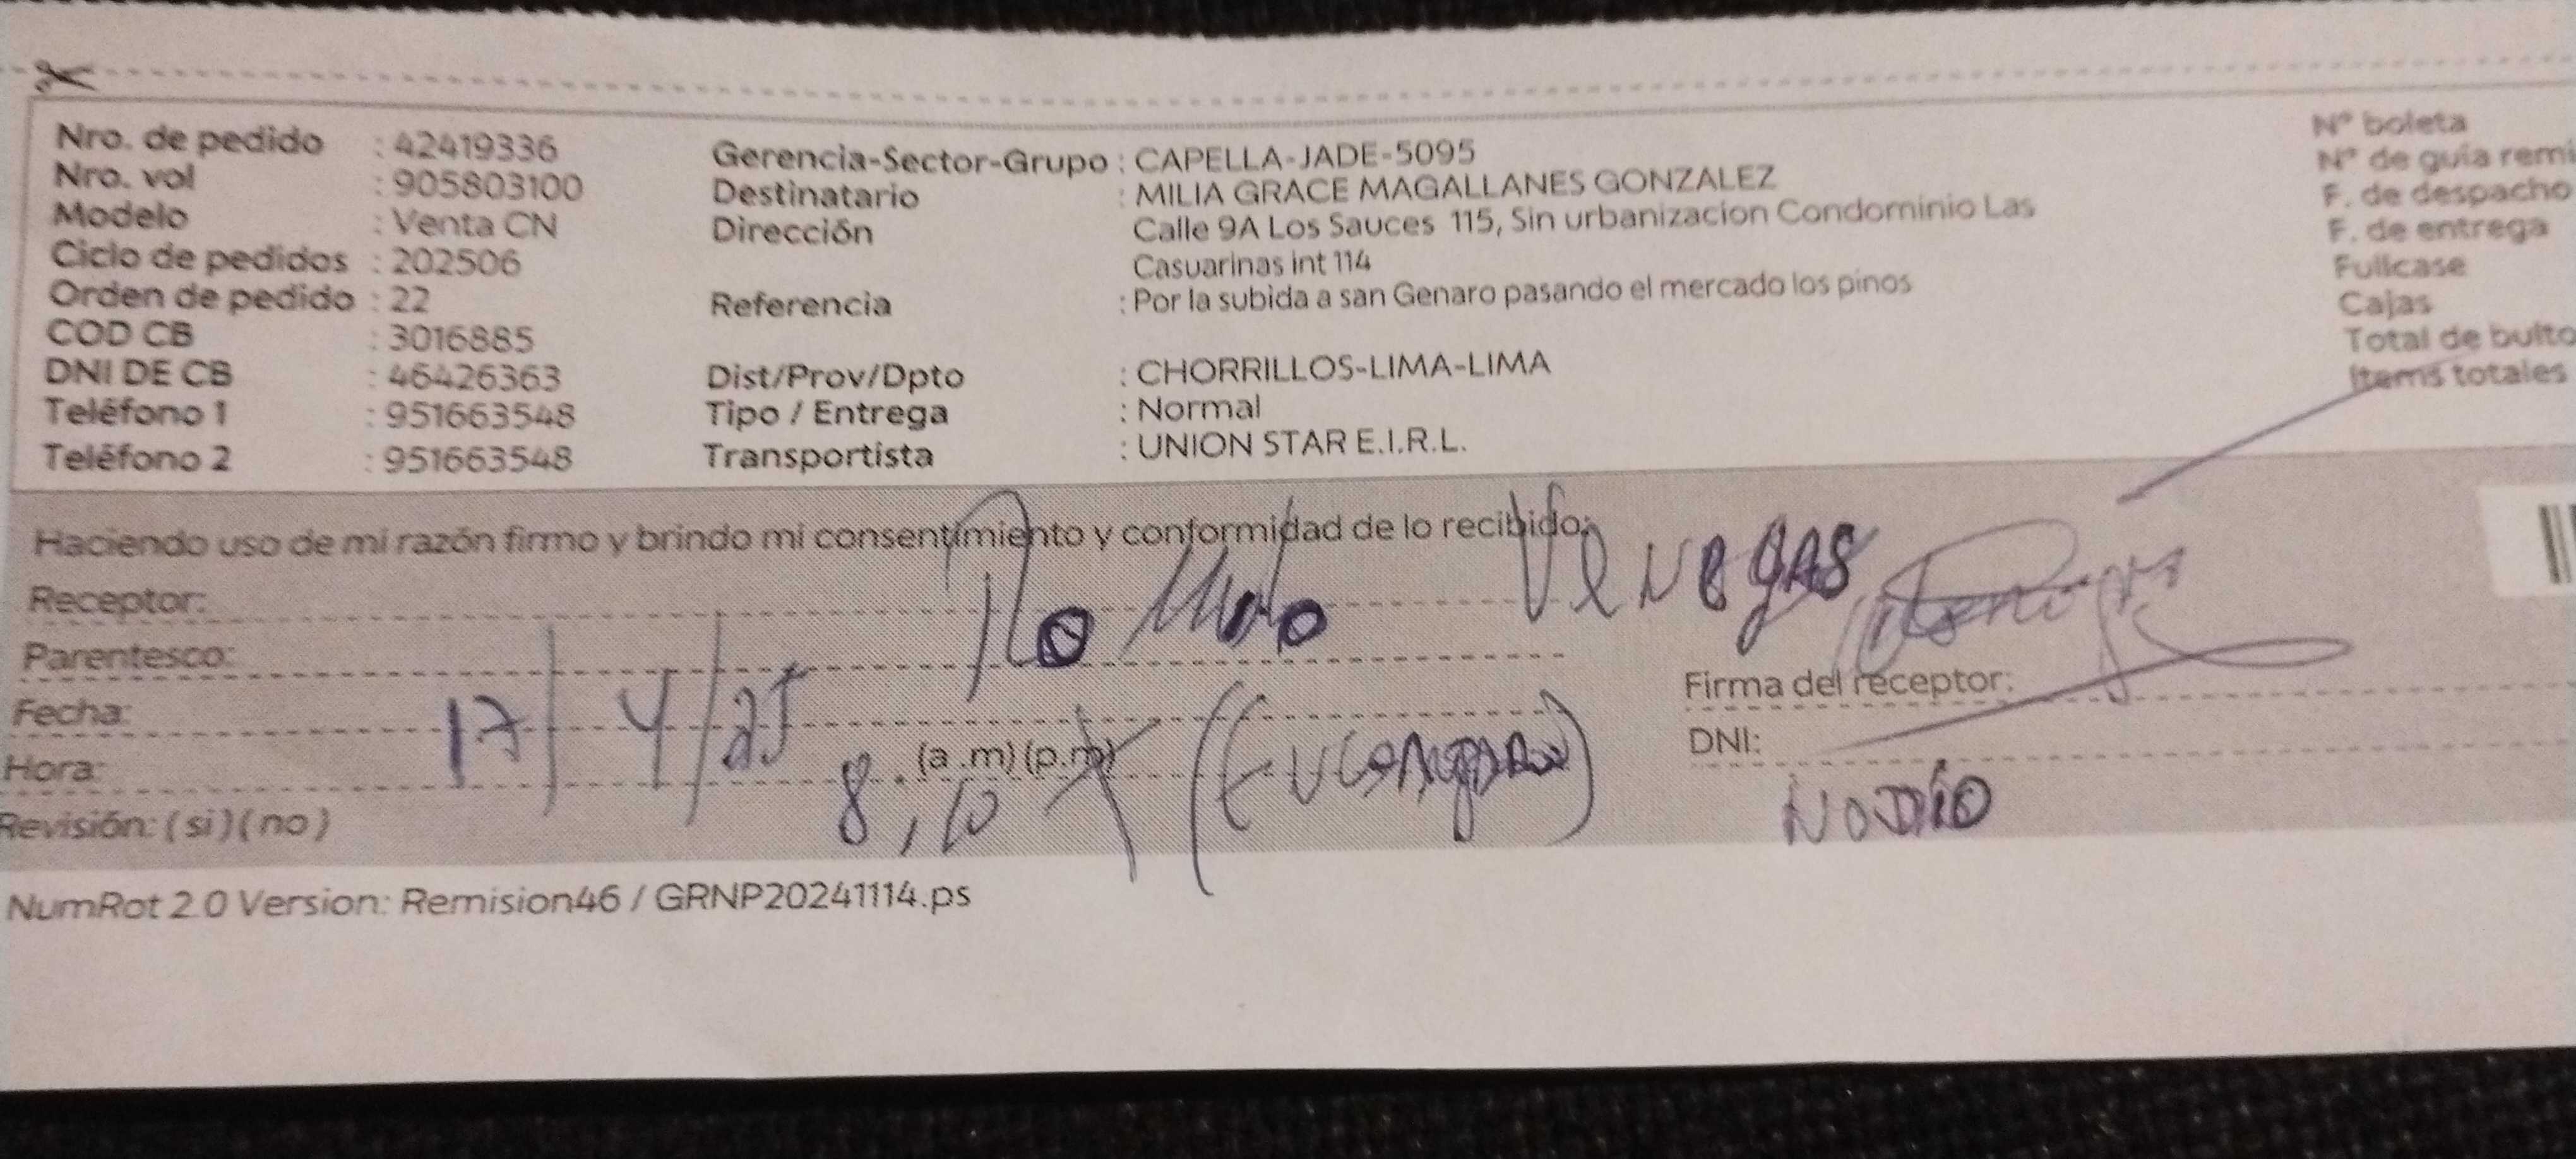 Nro. de pedido : 42419336
Nro. vol : 905803100
Modelo : Venta CN
Ciclo de pedidos : 202506
Orden de pedido : 22
COD CB : 3016885
DNI DE CB : 46426363
Teléfono 1 : 951663548
Teléfono 2 : 951663548
Gerencia-Sector-Grupo : CAPELLA-JADE-5095
Destinatario : MILIA GRACE MAGALLANES GONZALEZ
Dirección Calle 9A Los Sauces 115, Sin urbanizacion Condominio Las
Casuarinas int 114
Referencia : Por la subida a san Genaro pasando el mercado los pinos
Dist/Prov/Dpto : CHORRILLOS-LIMA-LIMA
Tipo / Entrega : Normal
Transportista : UNION STAR E.I.R.L.
N° boleta
N° de guía remi
F. de despacho
F. de entrega
Fullcase
Cajas
Total de bulto
Items totales
Haciendo uso de mi razón firmo y brindo mi consentimiento y conformidad de lo recibido:
Receptor: Venegas
Parentesco:
Fecha: 17/4/25
Hora: 8:10 (a .m) (p.m)
Revisión: ( si ) ( no )
Firma del receptor:
DNI:
NO DIO
NumRot 2.0 Version: Remision46 / GRNP20241114.ps